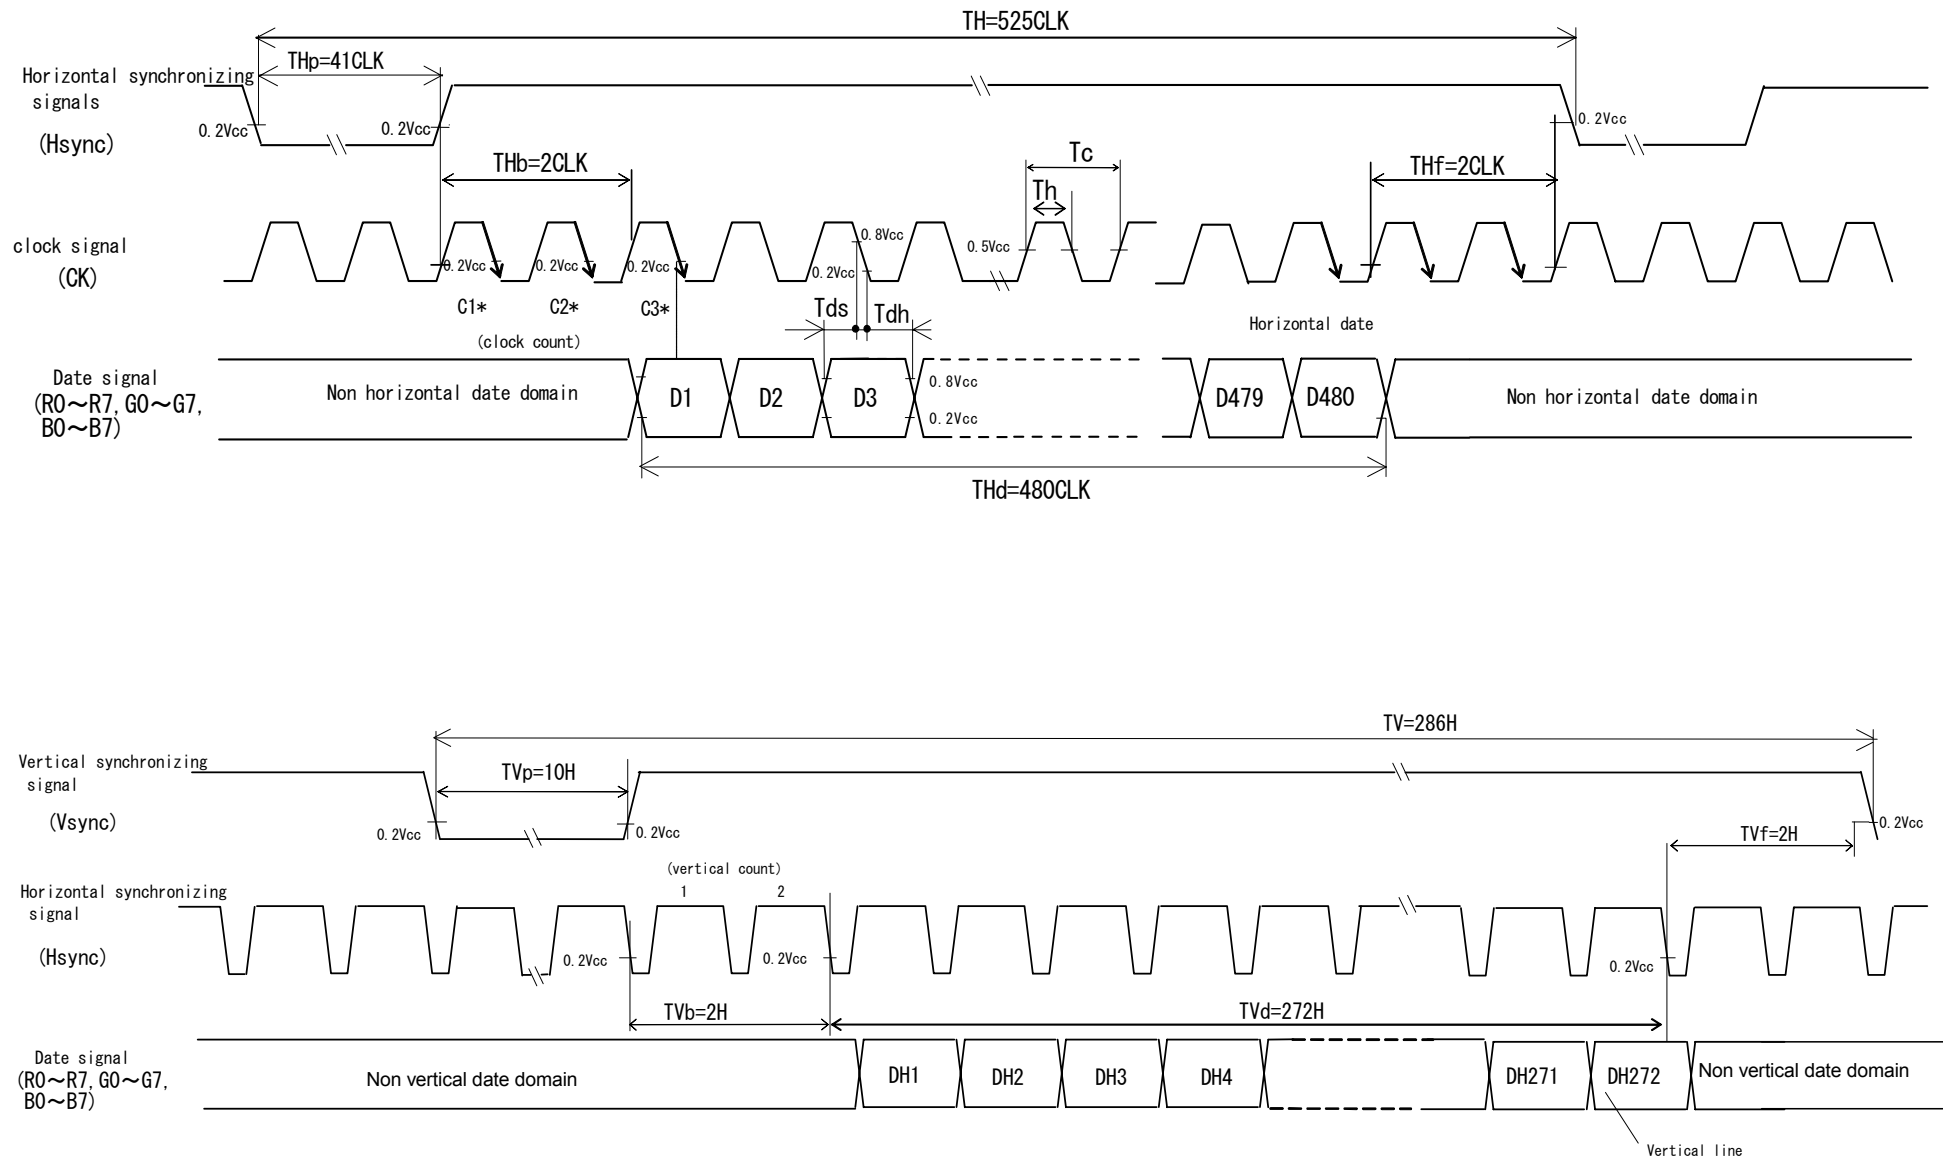 TH=525CLK
THp=41CLK
Horizontal synchronizing
signals
(Hsync)
0.2Vcc
0.2Vcc
0.2Vcc
THb=2CLK
Tc
Th
THf=2CLK
clock signal
(CK)
0.2Vcc
0.2Vcc
0.2Vcc
0.8Vcc
0.2Vcc
0.5Vcc
C1*
C2*
C3*
(clock count)
Tds
Tdh
Horizontal date
Date signal
(R0～R7,G0～G7,
B0～B7)
Non horizontal date domain
D1
D2
D3
0.8Vcc
0.2Vcc
D479
D480
Non horizontal date domain
THd=480CLK
TV=286H
Vertical synchronizing
signal
(Vsync)
TVp=10H
0.2Vcc
0.2Vcc
0.2Vcc
TVf=2H
(vertical count)
1
2
Horizontal synchronizing
signal
(Hsync)
0.2Vcc
0.2Vcc
0.2Vcc
TVb=2H
TVd=272H
Date signal
(R0～R7,G0～G7,
B0～B7)
Non vertical date domain
DH1
DH2
DH3
DH4
DH271
DH272
Non vertical date domain
Vertical line